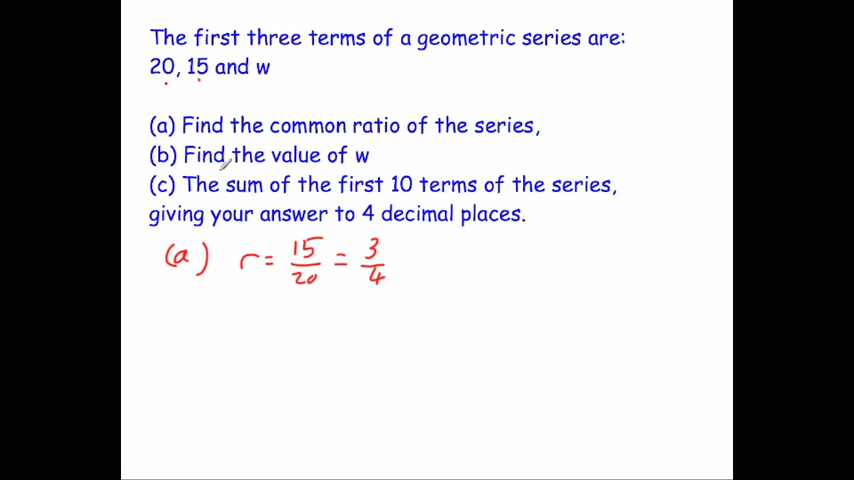 The first three terms of a geometric series are:
20, 15 and w
(a) Find the common ratio of the series,
(b) Find the value of w
(c) The sum of the first 10 terms of the series,
giving your answer to 4 decimal places.
(a) r = 15/20 = 3/4